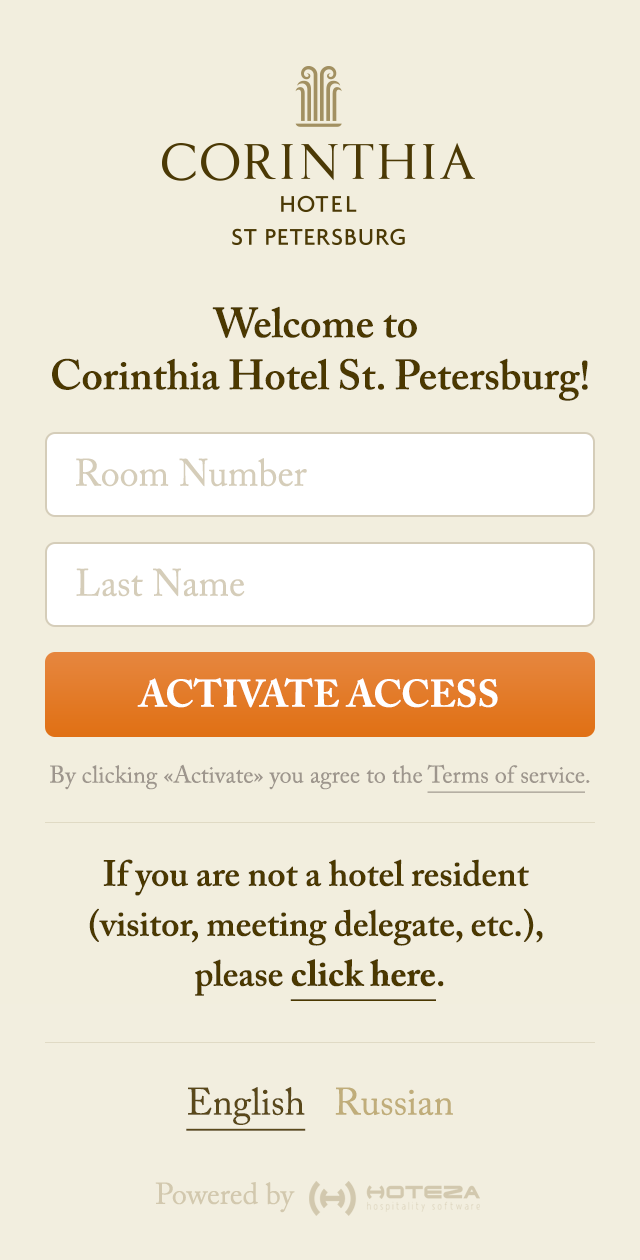 CORINTHIA
HOTEL
ST PETERSBURG
Welcome to
Corinthia Hotel St. Petersburg!
Room Number
Last Name
ACTIVATE ACCESS
By clicking «Activate» you agree to the Terms of service.
If you are not a hotel resident
(visitor, meeting delegate, etc.),
please click here.
English Russian
Powered by HOTEZA
hospitality software